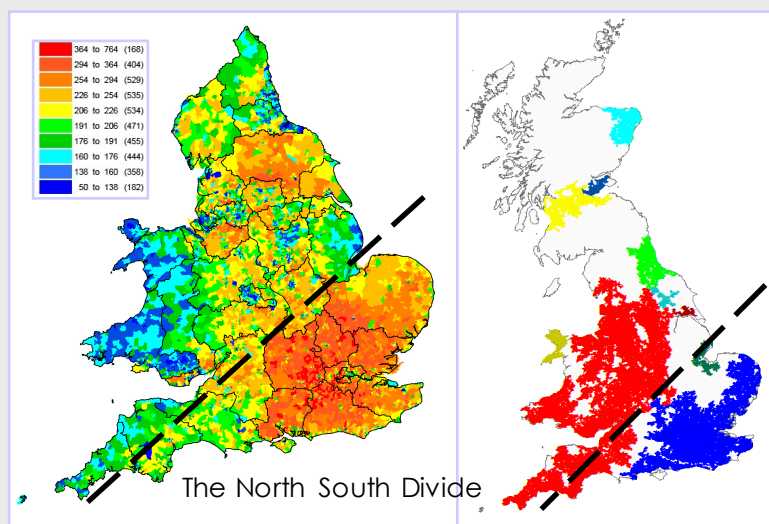 364 to 764 (168)
294 to 364 (404)
254 to 294 (529)
226 to 254 (535)
206 to 226 (534)
191 to 206 (471)
176 to 191 (455)
160 to 176 (444)
138 to 160 (358)
50 to 138 (182)
The North South Divide